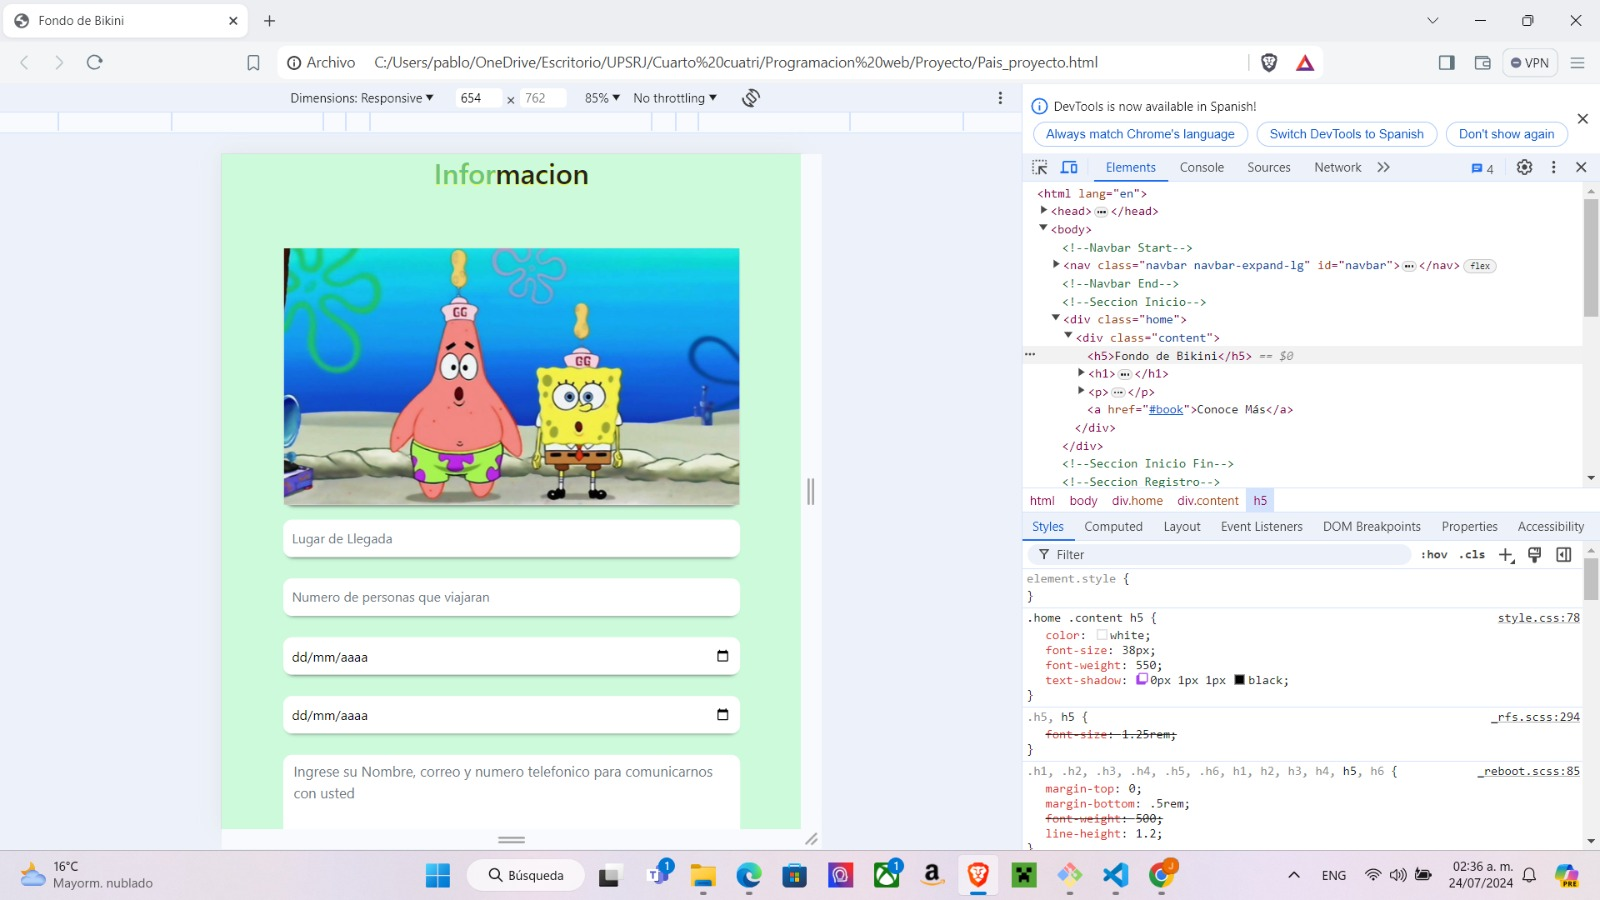 Fondo de Bikini
Archivo C:/Users/pablo/OneDrive/Escritorio/UPSRJ/Cuarto%20cuatri/Programacion%20web/Proyecto/Pais_proyecto.html
VPN
Dimensions: Responsive 654 x 762 85% No throttling
DevTools is now available in Spanish!
Always match Chrome's language Switch DevTools to Spanish Don't show again
Elements Console Sources Network 4
Informacion
GG
GG
Lugar de Llegada
Numero de personas que viajaran
dd/mm/aaaa
dd/mm/aaaa
Ingrese su Nombre, correo y numero telefonico para comunicarnos
con usted
<html lang="en">
<head> ••• </head>
<body>
<!--Navbar Start-->
<nav class="navbar navbar-expand-lg" id="navbar"> ••• </nav> flex
<!--Navbar End-->
<!--Seccion Inicio-->
<div class="home">
<div class="content">
••• <h5>Fondo de Bikini</h5> == $0
<h1> ••• </h1>
<p> ••• </p>
<a href="#book">Conoce Más</a>
</div>
</div>
<!--Seccion Inicio Fin-->
<!--Seccion Registro-->
html body div.home div.content h5
Styles Computed Layout Event Listeners DOM Breakpoints Properties Accessibility
Filter :hov .cls
element.style {
}
.home .content h5 { style.css:78
color: white;
font-size: 38px;
font-weight: 550;
text-shadow: 0px 1px 1px black;
}
.h5, h5 { _rfs.scss:294
font-size: 1.25rem;
}
.h1, .h2, .h3, .h4, .h5, .h6, h1, h2, h3, h4, h5, h6 { _reboot.scss:85
margin-top: 0;
margin-bottom: .5rem;
font-weight: 500;
line-height: 1.2;
}
16°C
Mayorm. nublado
Búsqueda
1
1
J
ENG
02:36 a. m.
24/07/2024
PRE